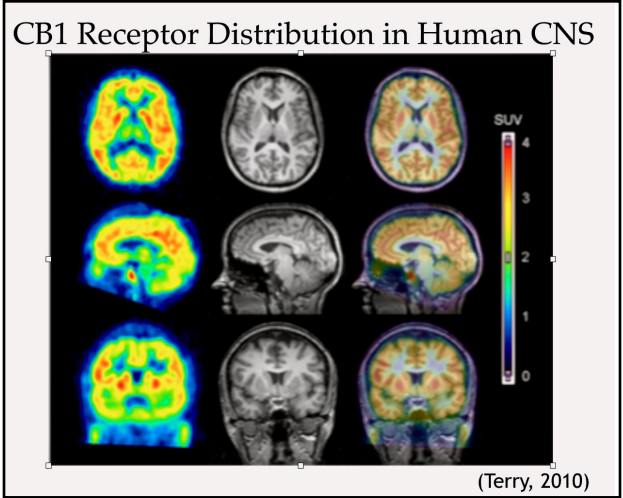 CB1 Receptor Distribution in Human CNS
SUV
4
3
2
1
0
(Terry, 2010)